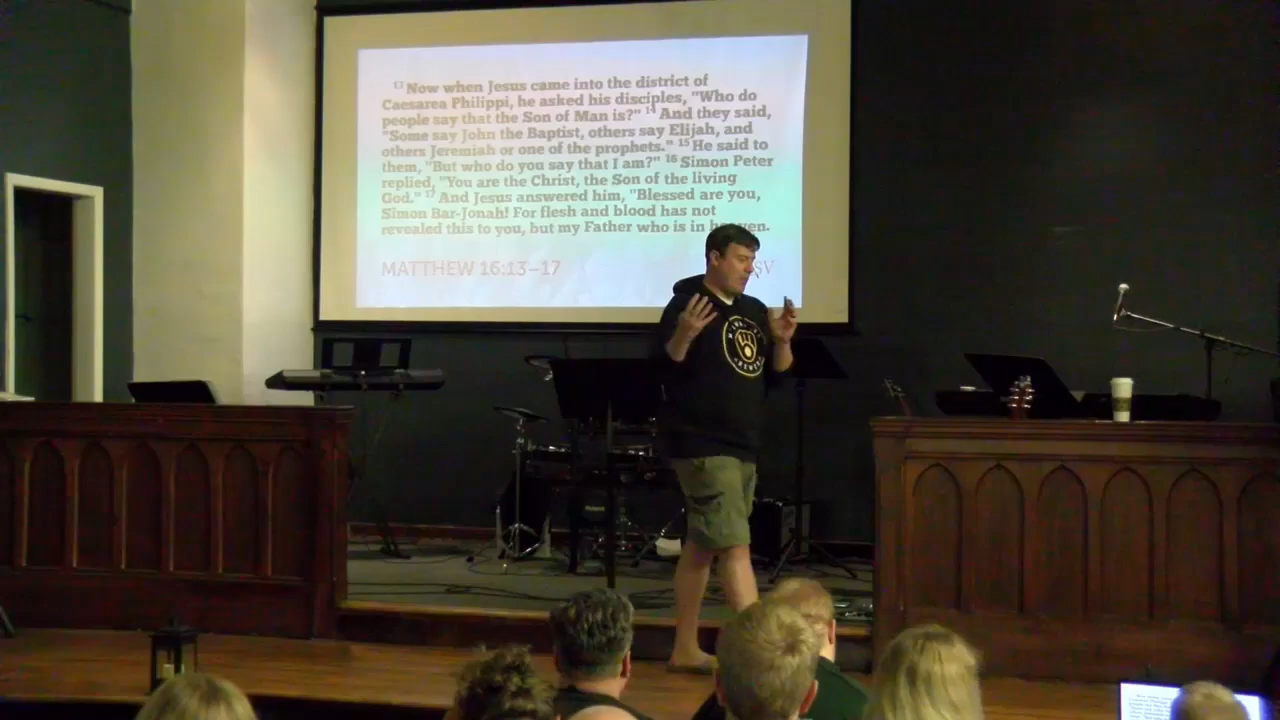 13 Now when Jesus came into the district of
Caesarea Philippi, he asked his disciples, "Who do
people say that the Son of Man is?" 14 And they said,
"Some say John the Baptist, others say Elijah, and
others Jeremiah or one of the prophets." 15 He said to
them, "But who do you say that I am?" 16 Simon Peter
replied, "You are the Christ, the Son of the living
God." 17 And Jesus answered him, "Blessed are you,
Simon Bar-Jonah! For flesh and blood has not
revealed this to you, but my Father who is in heaven.
MATTHEW 16:13–17
SV
Roland